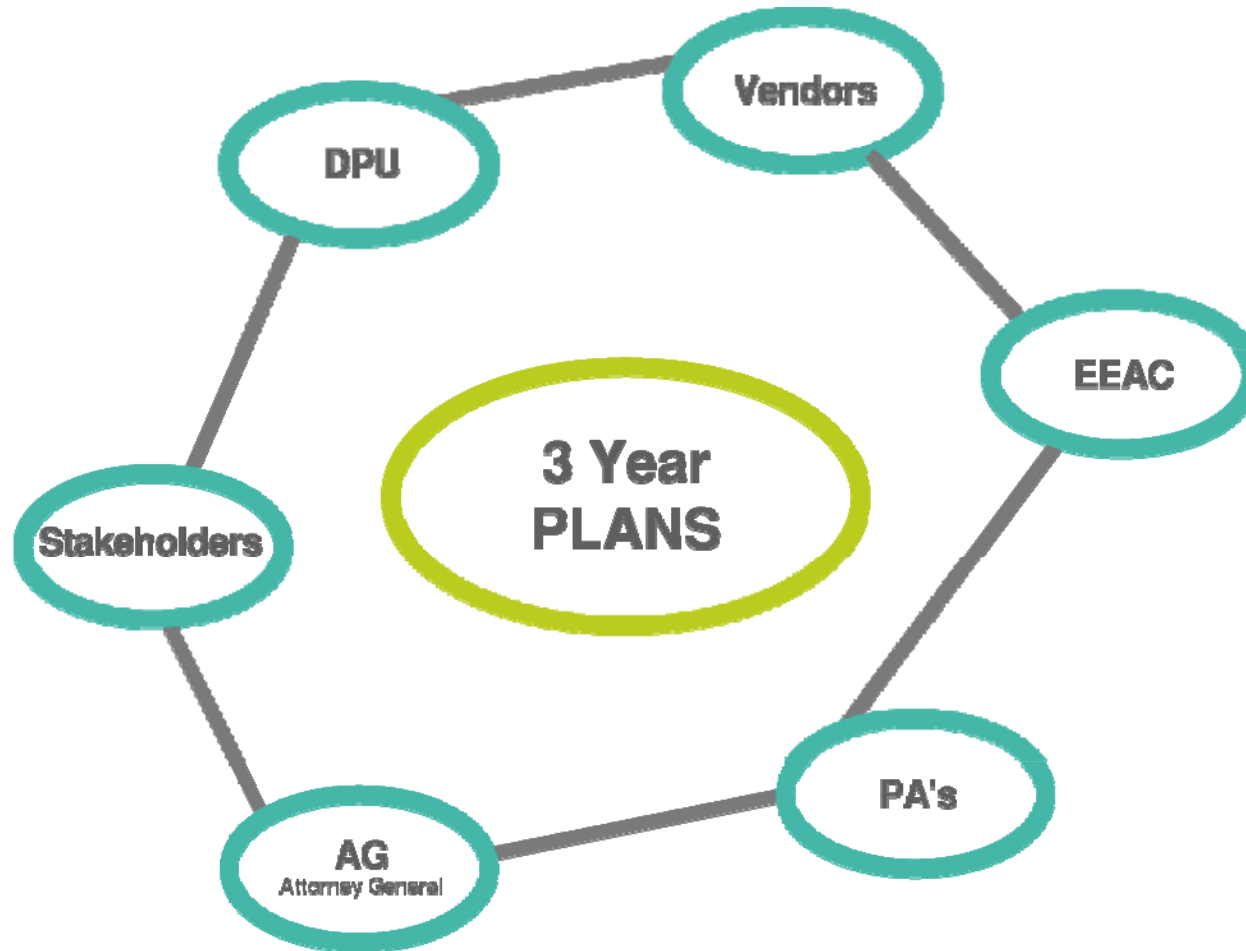 Vendors
DPU
EEAC
3 Year
PLANS
Stakeholders
PA's
AG
Attorney General